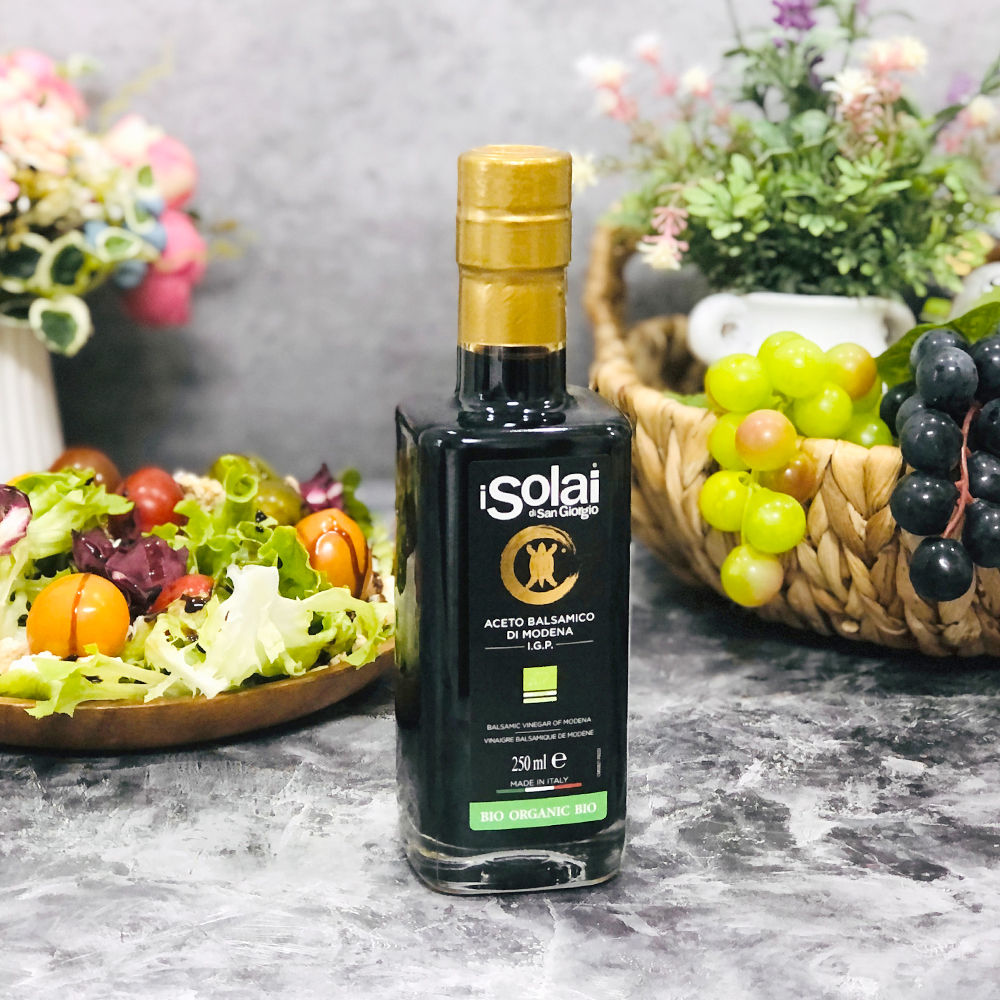 iSolai
di San Giorgio
ACETO BALSAMICO
DI MODENA
I.G.P.
BALSAMIC VINEGAR OF MODENA
VINAIGRE BALSAMIQUE DE MODÈNE
250 ml e
MADE IN ITALY
BIO ORGANIC BIO